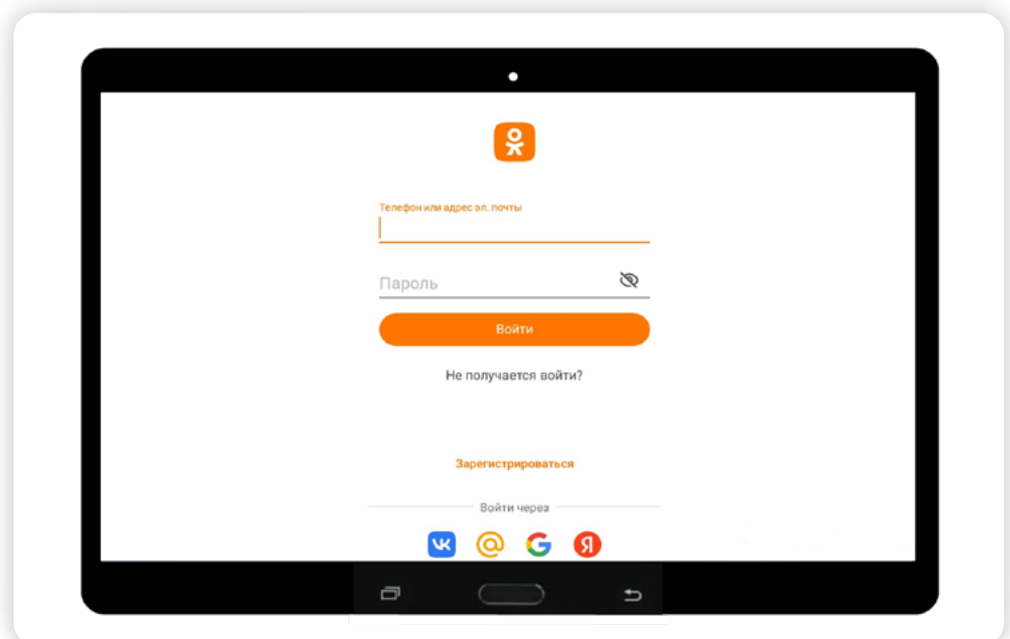 Телефон или адрес эл. почты
Пароль
Войти
Не получается войти?
Зарегистрироваться
Войти через